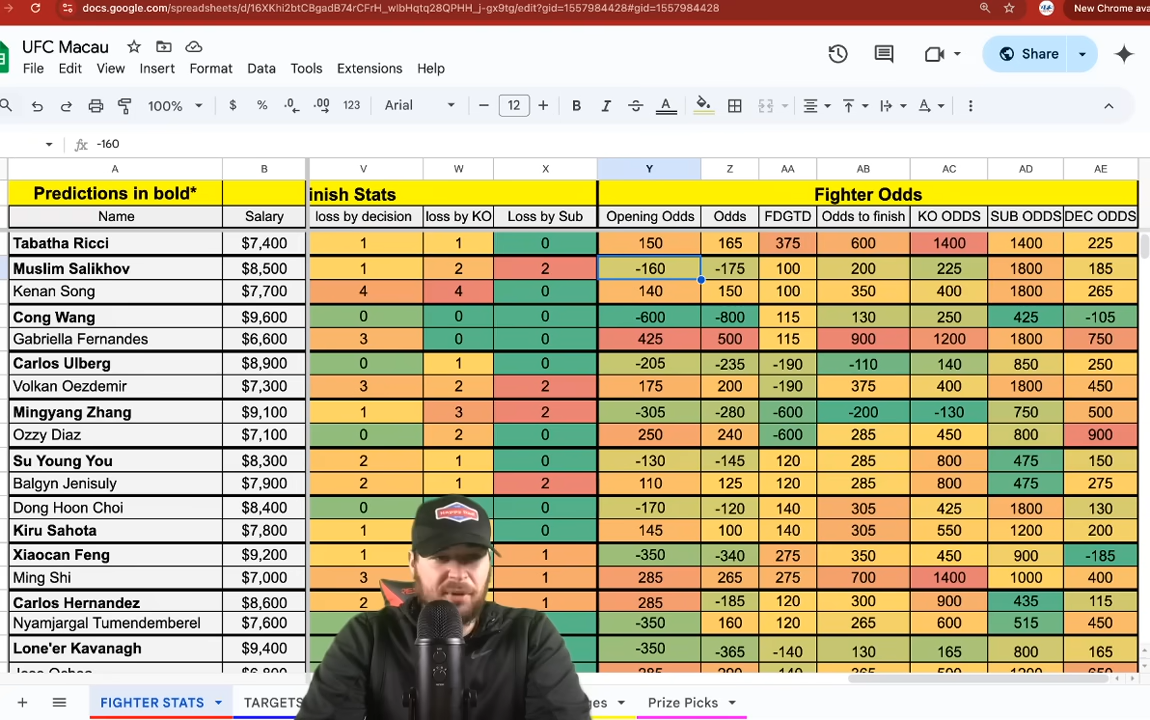 docs.google.com/spreadsheets/d/16XKhi2btCBgadB74rCFrH_wlbHqtq28QPHH_j-gx9tg/edit?gid=1557984428#gid=1557984428 New Chrome ava
UFC Macau
File Edit View Insert Format Data Tools Extensions Help
Share
100% $ % .0 .00 123 Arial 12 B I A
-160
A B V W X Y Z AA AB AC AD AE
Predictions in bold* inish Stats Fighter Odds
Name Salary loss by decision loss by KO Loss by Sub Opening Odds Odds FDGTD Odds to finish KO ODDS SUB ODDS DEC ODDS
Tabatha Ricci $7,400 1 1 0 150 165 375 600 1400 1400 225
Muslim Salikhov $8,500 1 2 2 -160 -175 100 200 225 1800 185
Kenan Song $7,700 4 4 0 140 150 100 350 400 1800 265
Cong Wang $9,600 0 0 0 -600 -800 115 130 250 425 -105
Gabriella Fernandes $6,600 3 0 0 425 500 115 900 1200 1800 750
Carlos Ulberg $8,900 0 1 0 -205 -235 -190 -110 140 850 250
Volkan Oezdemir $7,300 3 2 2 175 200 -190 375 400 1800 450
Mingyang Zhang $9,100 1 3 2 -305 -280 -600 -200 -130 750 500
Ozzy Diaz $7,100 0 2 0 250 240 -600 285 450 800 900
Su Young You $8,300 2 1 0 -130 -145 120 285 800 475 150
Balgyn Jenisuly $7,900 2 1 2 110 125 120 285 800 475 275
Dong Hoon Choi $8,400 0 0 -170 -120 140 305 425 1800 130
Kiru Sahota $7,800 1 0 145 100 140 305 550 1200 200
Xiaocan Feng $9,200 1 1 -350 -340 275 350 450 900 -185
Ming Shi $7,000 3 1 285 265 275 700 1400 1000 400
Carlos Hernandez $8,600 2 1 285 -185 120 300 900 435 115
Nyamjargal Tumendemberel $7,600 -350 160 120 265 600 515 450
Lone'er Kavanagh $9,400 -350 -365 -140 130 165 800 165
FIGHTER STATS TARGETS ges Prize Picks